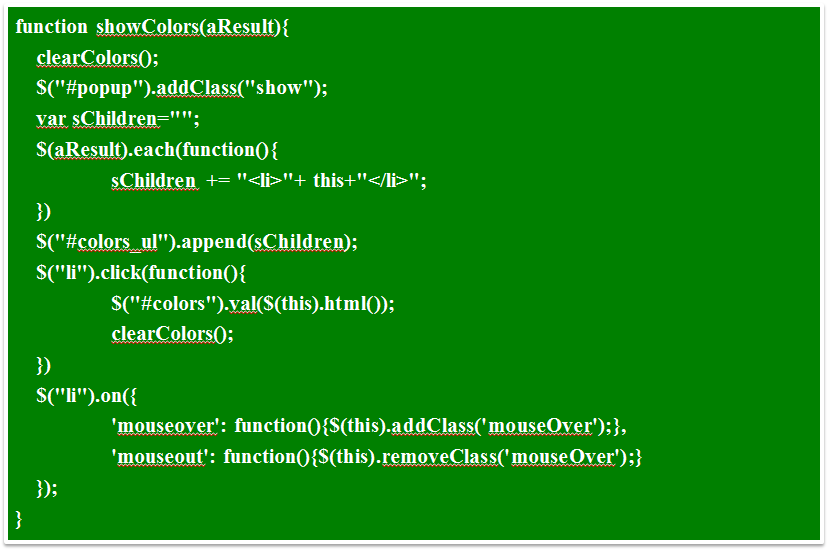 function showColors(aResult){
clearColors();
$("#popup").addClass("show");
var sChildren="";
$(aResult).each(function(){
sChildren += "<li>"+ this+"</li>";
})
$("#colors_ul").append(sChildren);
$("li").click(function(){
$("#colors").val($(this).html());
clearColors();
})
$("li").on({
'mouseover': function(){$(this).addClass('mouseOver');},
'mouseout': function(){$(this).removeClass('mouseOver');}
});
}